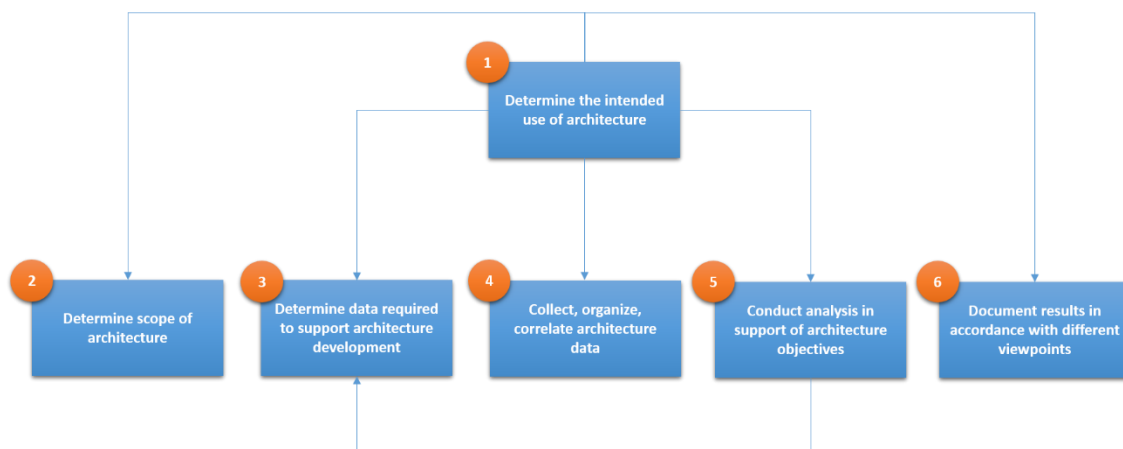 1
Determine the intended
use of architecture
2
Determine scope of
architecture
3
Determine data required
to support architecture
development
4
Collect, organize,
correlate architecture
data
5
Conduct analysis in
support of architecture
objectives
6
Document results in
accordance with different
viewpoints